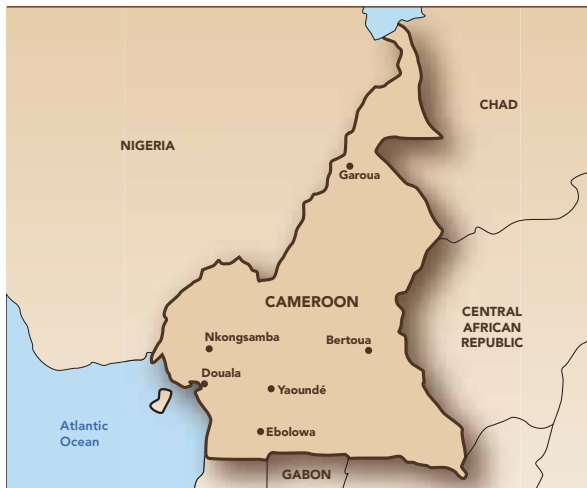 CHAD
NIGERIA
Garoua
CAMEROON
CENTRAL
AFRICAN
REPUBLIC
Nkongsamba
Bertoua
Douala
Yaoundé
Atlantic
Ocean
Ebolowa
GABON